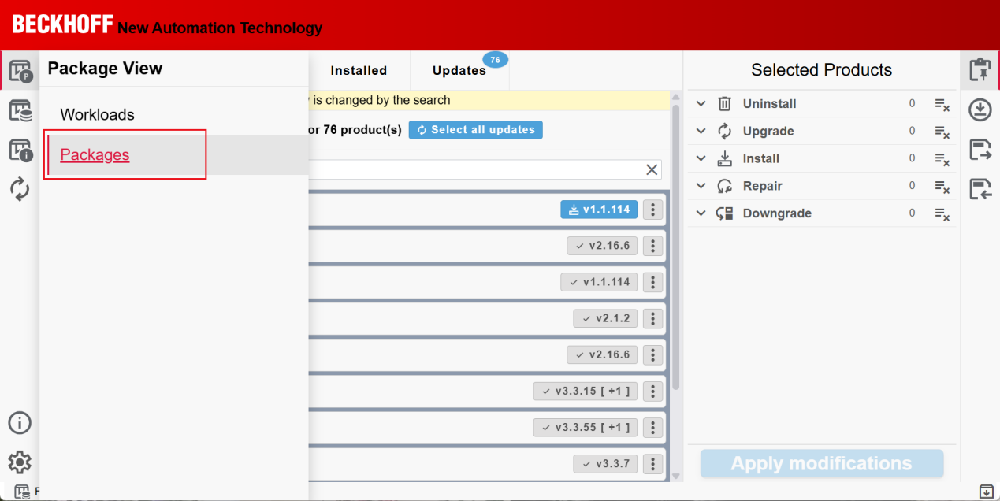 BECKHOFF New Automation Technology
Package View
Workloads
Packages
Installed
Updates
76
is changed by the search
or 76 product(s)
Select all updates
v1.1.114
v2.16.6
v1.1.114
v2.1.2
v2.16.6
v3.3.15 [ +1 ]
v3.3.55 [ +1 ]
v3.3.7
Selected Products
Uninstall 0
Upgrade 0
Install 0
Repair 0
Downgrade 0
Apply modifications